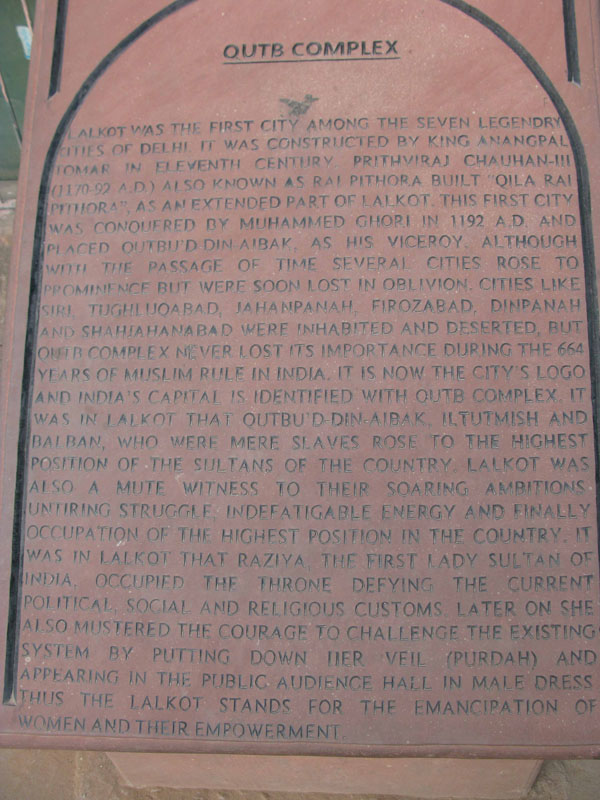 QUTB COMPLEX
LALKOT WAS THE FIRST CITY AMONG THE SEVEN LEGENDRY
CITIES OF DELHI. IT WAS CONSTRUCTED BY KING ANANGPAL
TOMAR IN ELEVENTH CENTURY. PRITHVIRAJ CHAUHAN-III
(1170-92 A.D.) ALSO KNOWN AS RAI PITHORA BUILT "QILA RAI
PITHORA", AS AN EXTENDED PART OF LALKOT. THIS FIRST CITY
WAS CONQUERED BY MUHAMMED GHORI IN 1192 A.D. AND
PLACED QUTBU'D-DIN-AIBAK, AS HIS VICEROY. ALTHOUGH
WITH THE PASSAGE OF TIME SEVERAL CITIES ROSE TO
PROMINENCE BUT WERE SOON LOST IN OBLIVION. CITIES LIKE
SIRI, TUGHLUQABAD, JAHANPANAH, FIROZABAD, DINPANAH
AND SHAHJAHANABAD WERE INHABITED AND DESERTED, BUT
QUTB COMPLEX NEVER LOST ITS IMPORTANCE DURING THE 664
YEARS OF MUSLIM RULE IN INDIA. IT IS NOW THE CITY'S LOGO
AND INDIA'S CAPITAL IS IDENTIFIED WITH QUTB COMPLEX. IT
WAS IN LALKOT THAT QUTBU'D-DIN-AIBAK, ILTUTMISH AND
BALBAN, WHO WERE MERE SLAVES ROSE TO THE HIGHEST
POSITION OF THE SULTANS OF THE COUNTRY. LALKOT WAS
ALSO A MUTE WITNESS TO THEIR SOARING AMBITIONS,
UNTIRING STRUGGLE, INDEFATIGABLE ENERGY AND FINALLY
OCCUPATION OF THE HIGHEST POSITION IN THE COUNTRY. IT
WAS IN LALKOT THAT RAZIYA, THE FIRST LADY SULTAN OF
INDIA, OCCUPIED THE THRONE DEFYING THE CURRENT
POLITICAL, SOCIAL AND RELIGIOUS CUSTOMS. LATER ON SHE
ALSO MUSTERED THE COURAGE TO CHALLENGE THE EXISTING
SYSTEM BY PUTTING DOWN HER VEIL (PURDAH) AND
APPEARING IN THE PUBLIC AUDIENCE HALL IN MALE DRESS
THUS THE LALKOT STANDS FOR THE EMANCIPATION OF
WOMEN AND THEIR EMPOWERMENT.